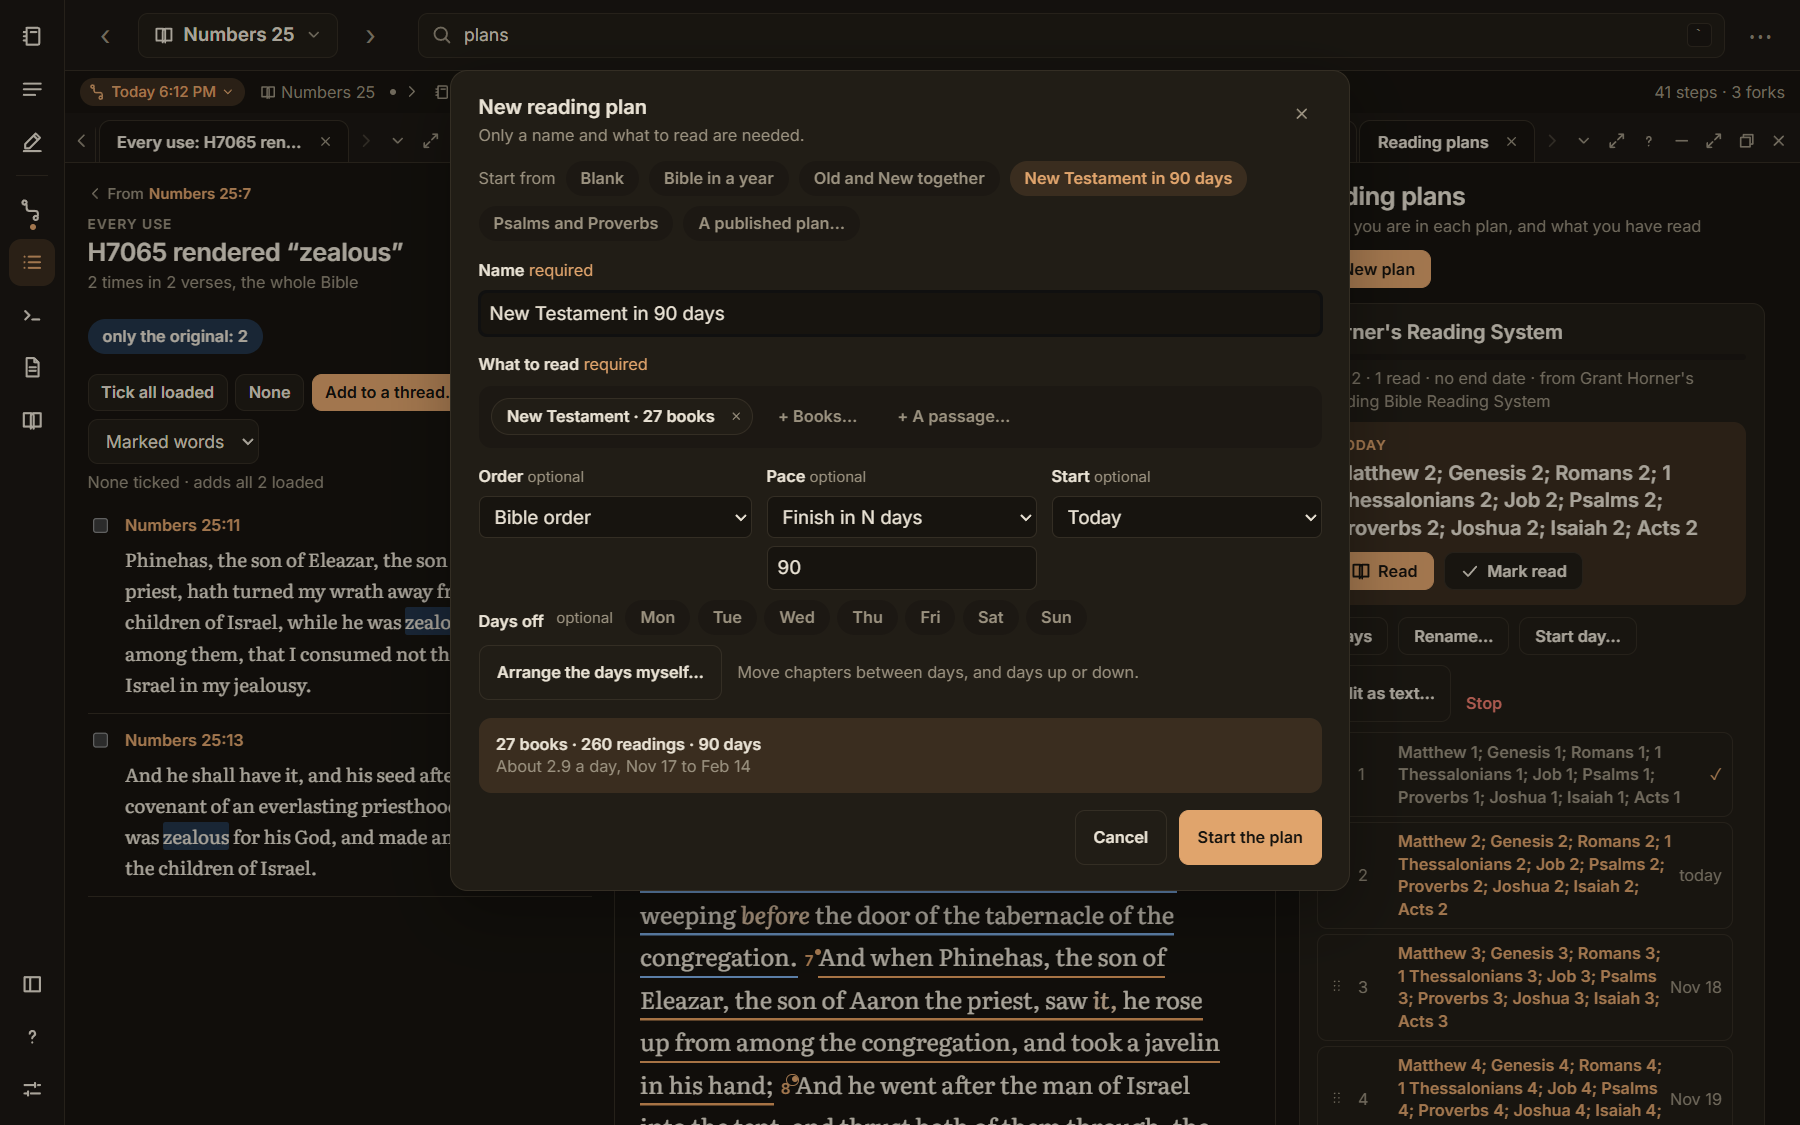 Numbers 25
plans
`
Today 6:12 PM
Numbers 25
41 steps · 3 forks
Every use: H7065 ren...
Reading plans
From Numbers 25:7
EVERY USE
H7065 rendered “zealous”
2 times in 2 verses, the whole Bible
only the original: 2
Tick all loaded
None
Add to a thread.
Marked words
None ticked · adds all 2 loaded
Numbers 25:11
Phinehas, the son of Eleazar, the son
priest, hath turned my wrath away fr
children of Israel, while he was zealo
among them, that I consumed not th
Israel in my jealousy.
Numbers 25:13
And he shall have it, and his seed afte
covenant of an everlasting priesthood
was zealous for his God, and made an
the children of Israel.
New reading plan
Only a name and what to read are needed.
Start from
Blank
Bible in a year
Old and New together
New Testament in 90 days
Psalms and Proverbs
A published plan...
Name required
New Testament in 90 days
What to read required
New Testament · 27 books
+ Books...
+ A passage...
Order optional
Pace optional
Start optional
Bible order
Finish in N days
Today
90
Days off optional
Mon
Tue
Wed
Thu
Fri
Sat
Sun
Arrange the days myself...
Move chapters between days, and days up or down.
27 books · 260 readings · 90 days
About 2.9 a day, Nov 17 to Feb 14
Cancel
Start the plan
weeping before the door of the tabernacle of the
congregation. 7 And when Phinehas, the son of
Eleazar, the son of Aaron the priest, saw it, he rose
up from among the congregation, and took a javelin
in his hand; 8 And he went after the man of Israel
into the tent, and thrust both of them through, the
ding plans
you are in each plan, and what you have read
New plan
rner's Reading System
2 · 1 read · no end date · from Grant Horner's
ding Bible Reading System
ODAY
latthew 2; Genesis 2; Romans 2; 1
hessalonians 2; Job 2; Psalms 2;
roverbs 2; Joshua 2; Isaiah 2; Acts 2
Read
Mark read
ays
Rename...
Start day...
lit as text...
Stop
1
Matthew 1; Genesis 1; Romans 1; 1
Thessalonians 1; Job 1; Psalms 1;
Proverbs 1; Joshua 1; Isaiah 1; Acts 1
2
Matthew 2; Genesis 2; Romans 2; 1
Thessalonians 2; Job 2; Psalms 2;
Proverbs 2; Joshua 2; Isaiah 2;
Acts 2
today
3
Matthew 3; Genesis 3; Romans 3;
1 Thessalonians 3; Job 3; Psalms
3; Proverbs 3; Joshua 3; Isaiah 3;
Acts 3
Nov 18
4
Matthew 4; Genesis 4; Romans 4;
1 Thessalonians 4; Job 4; Psalms
4; Proverbs 4; Joshua 4; Isaiah 4;
Nov 19